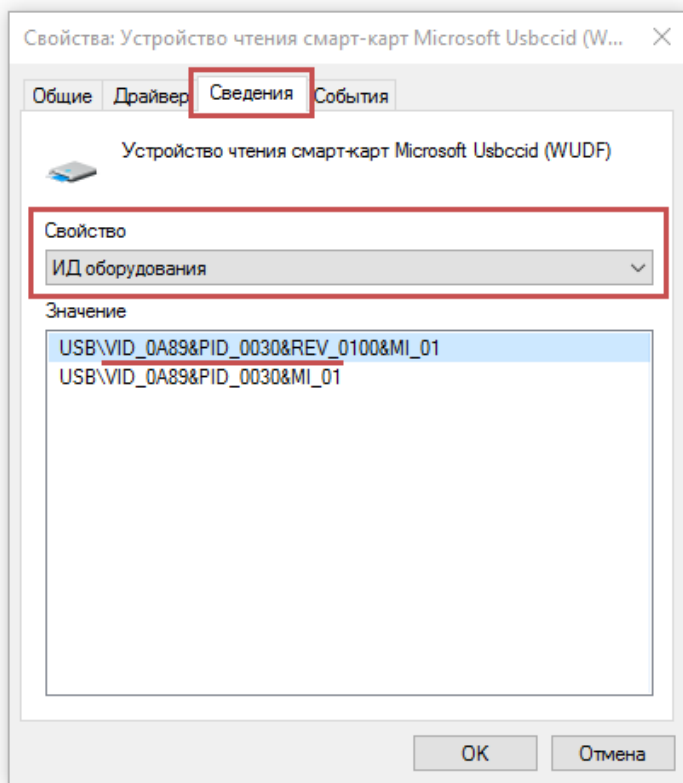 Свойства: Устройство чтения смарт-карт Microsoft Usbccid (W...
Общие Драйвер Сведения События
Устройство чтения смарт-карт Microsoft Usbccid (WUDF)
Свойство
ИД оборудования
Значение
USB\VID_0A89&PID_0030&REV_0100&MI_01
USB\VID_0A89&PID_0030&MI_01
OK Отмена